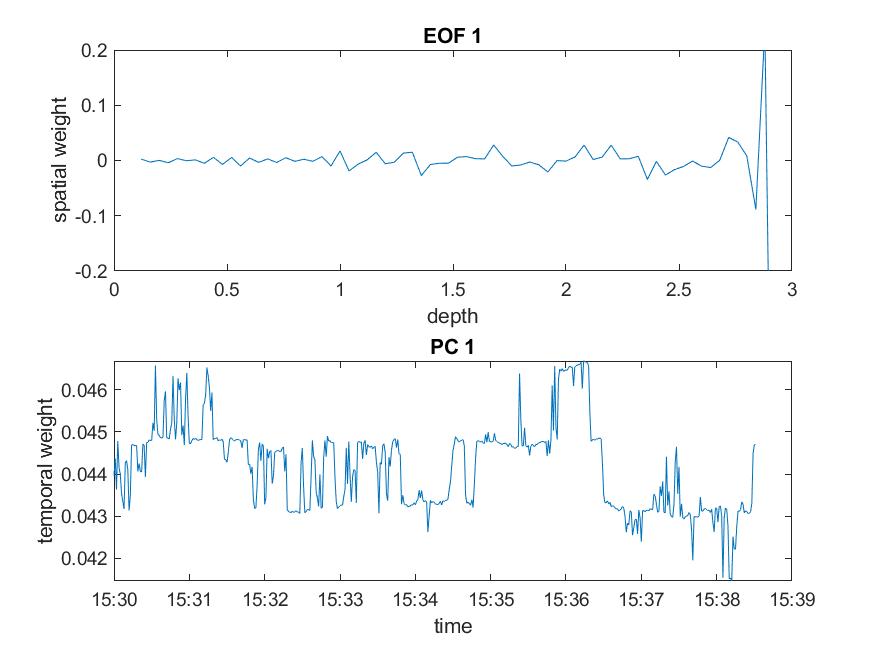 EOF 1
0.2
0.1
0
-0.1
-0.2
spatial weight
0 0.5 1 1.5 2 2.5 3
depth
PC 1
0.046
0.045
0.044
0.043
0.042
temporal weight
15:30 15:31 15:32 15:33 15:34 15:35 15:36 15:37 15:38 15:39
time